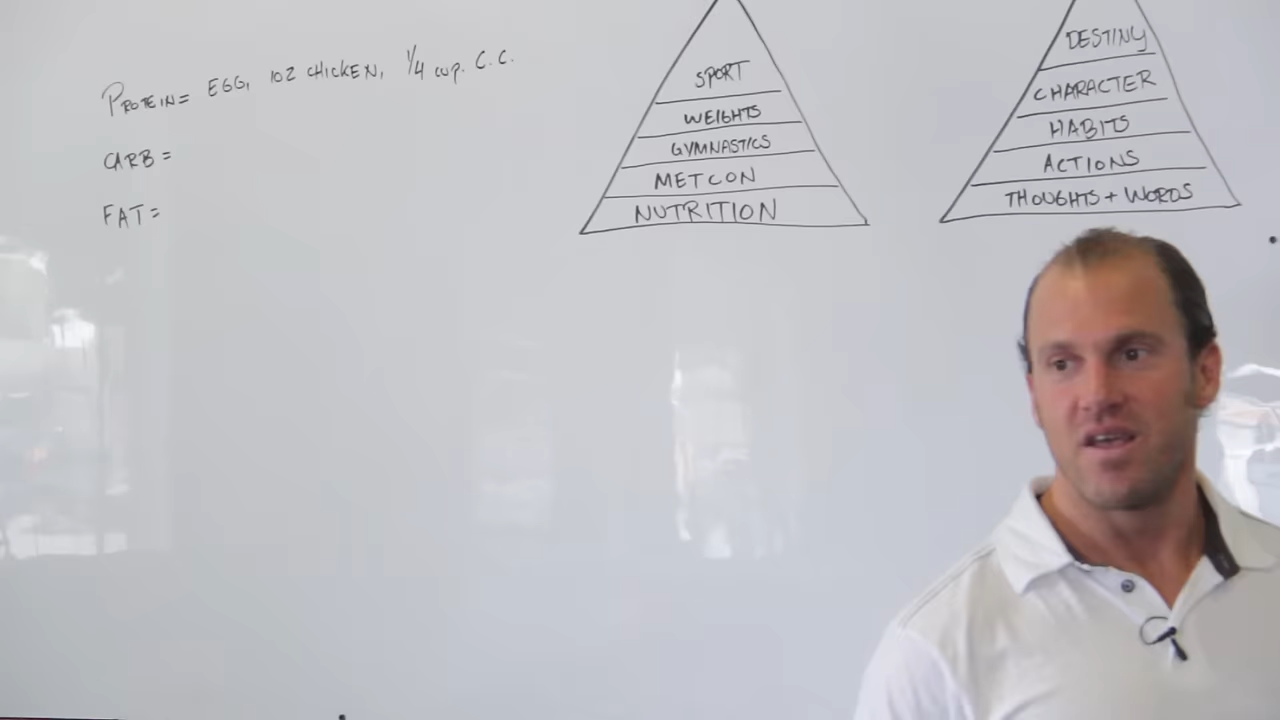 PROTEIN= EGG, 1OZ CHICKEN, 1/4 cup. C.C.
CARB=
FAT=
SPORT
WEIGHTS
GYMNASTICS
METCON
NUTRITION
DESTINY
CHARACTER
HABITS
ACTIONS
THOUGHTS + WORDS